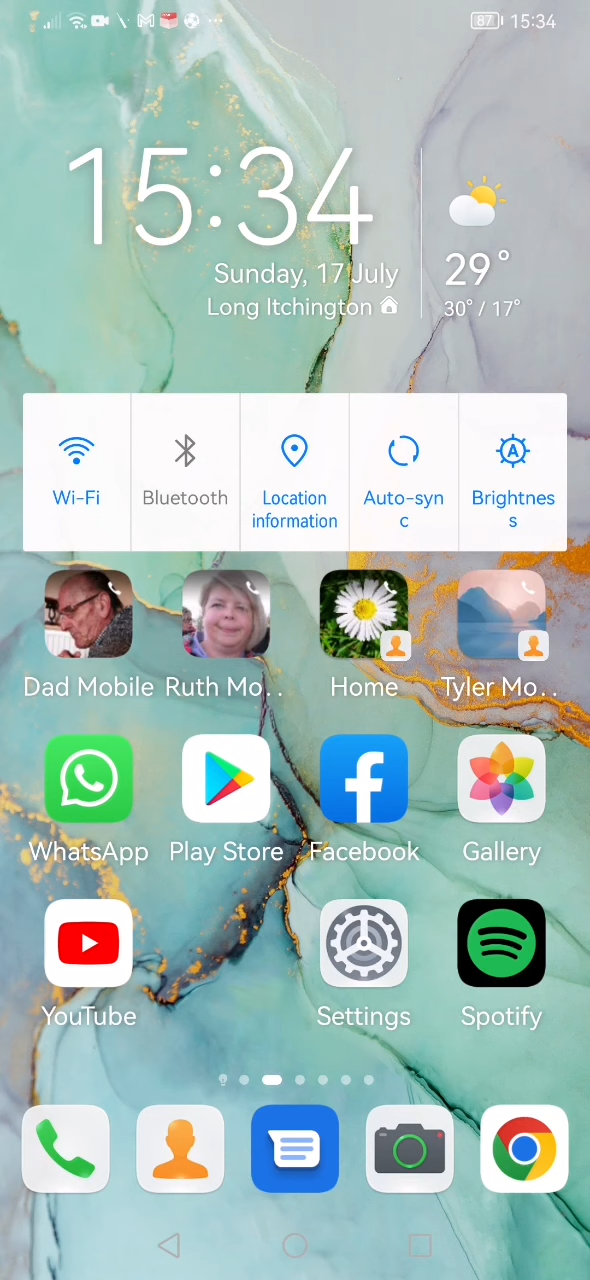 87 15:34
15:34
Sunday, 17 July
Long Itchington
29°
30° / 17°
Wi-Fi
Bluetooth
Location
information
Auto-syn
c
A
Brightnes
s
Dad Mobile
Ruth Mo..
Home
Tyler Mo..
WhatsApp
Play Store
Facebook
Gallery
YouTube
Settings
Spotify